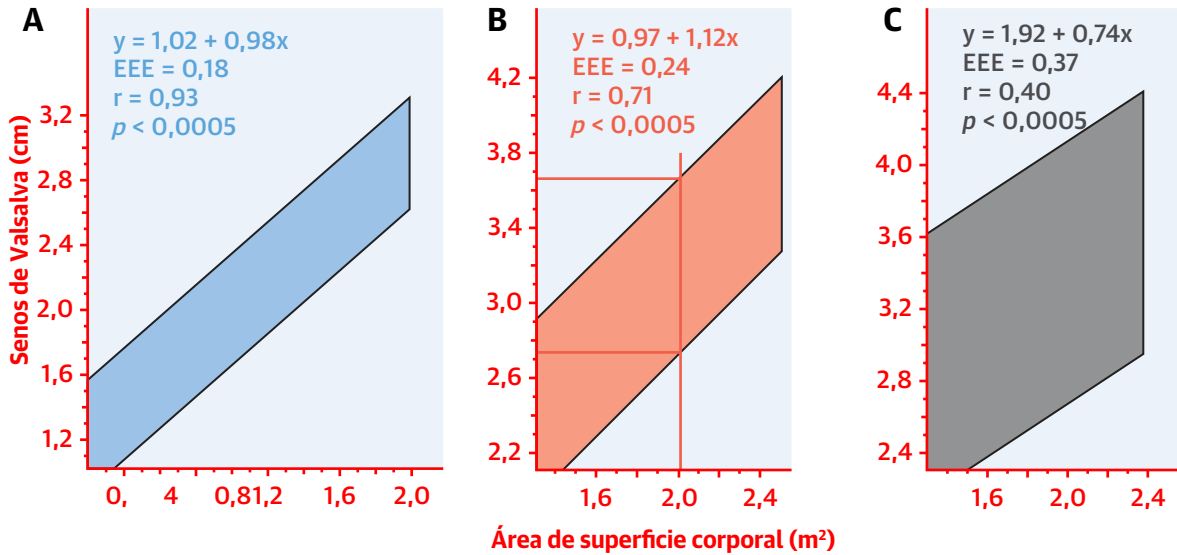 A
y = 1,02 + 0,98x
EEE = 0,18
r = 0,93
p < 0,0005
Senos de Valsalva (cm)
3,2
2,8
2,4
2,0
1,6
1,2
0, 4 0,81,2 1,6 2,0
B
y = 0,97 + 1,12x
EEE = 0,24
r = 0,71
p < 0,0005
4,2
3,8
3,4
3,0
2,6
2,2
1,6 2,0 2,4
C
y = 1,92 + 0,74x
EEE = 0,37
r = 0,40
p < 0,0005
4,4
4,0
3,6
3,2
2,8
2,4
1,6 2,0 2,4
Área de superficie corporal (m²)